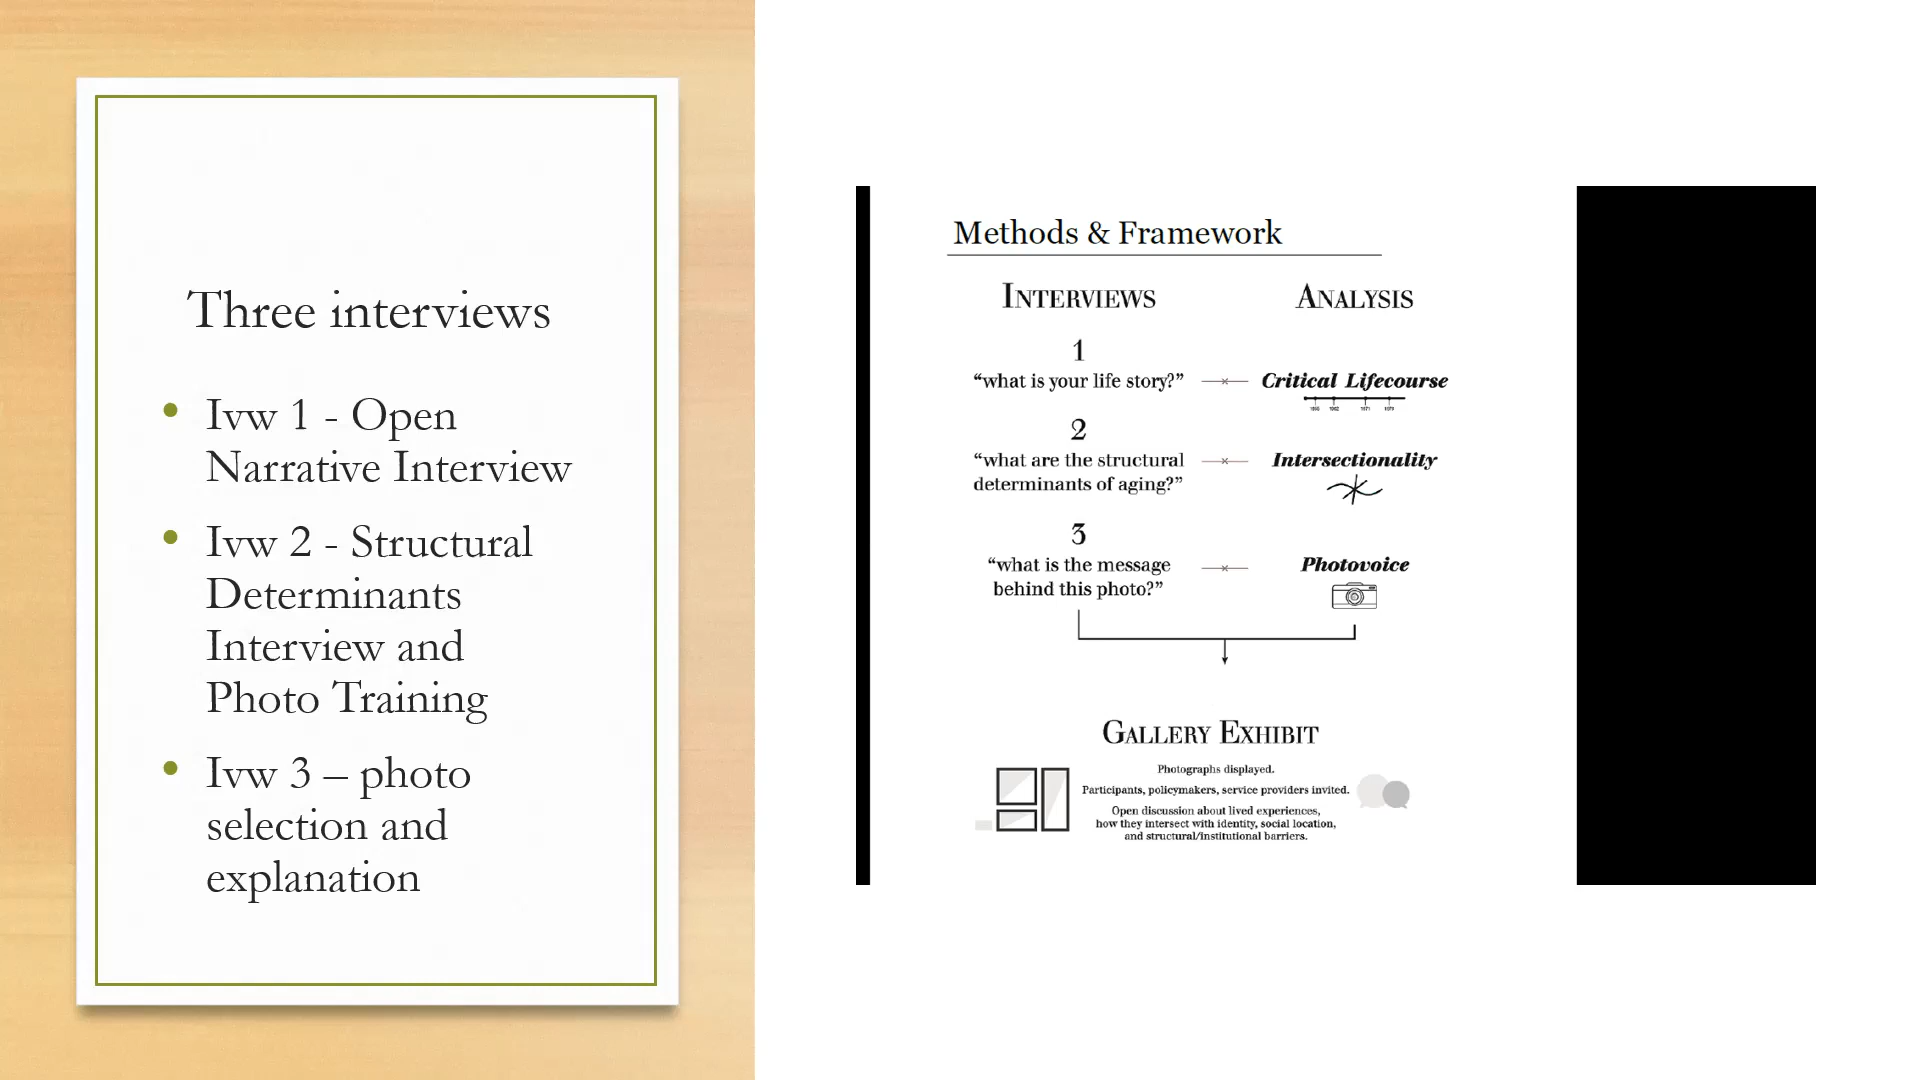 Three interviews
• Ivw 1 - Open
Narrative Interview
• Ivw 2 - Structural
Determinants
Interview and
Photo Training
• Ivw 3 – photo
selection and
explanation
Methods & Framework
INTERVIEWS
ANALYSIS
1
“what is your life story?”
Critical Lifecourse
2
“what are the structural
determinants of aging?”
Intersectionality
3
“what is the message
behind this photo?”
Photovoice
GALLERY EXHIBIT
Photographs displayed.
Participants, policymakers, service providers invited.
Open discussion about lived experiences,
how they intersect with identity, social location,
and structural/institutional barriers.